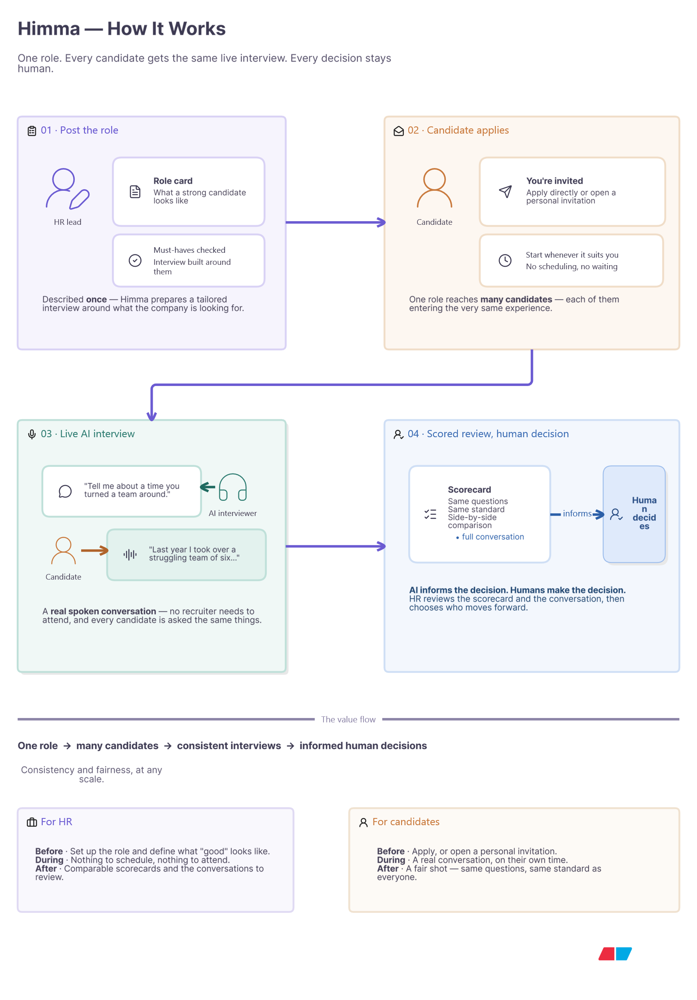 Himma — How It Works
One role. Every candidate gets the same live interview. Every decision stays
human.
01 · Post the role
Role card
What a strong candidate
looks like
HR lead
Must-haves checked
Interview built around
them
Described once — Himma prepares a tailored
interview around what the company is looking for.
02 · Candidate applies
You're invited
Apply directly or open a
personal invitation
Candidate
Start whenever it suits you
No scheduling, no waiting
One role reaches many candidates — each of them
entering the very same experience.
03 · Live AI interview
"Tell me about a time you
turned a team around."
AI interviewer
"Last year I took over a
struggling team of six..."
Candidate
A real spoken conversation — no recruiter needs to
attend, and every candidate is asked the same things.
04 · Scored review, human decision
Scorecard
Same questions
Same standard
Side-by-side
comparison
• full conversation
informs
Huma
n
decid
es
AI informs the decision. Humans make the decision.
HR reviews the scorecard and the conversation, then
chooses who moves forward.
The value flow
One role → many candidates → consistent interviews → informed human decisions
Consistency and fairness, at any
scale.
For HR
Before · Set up the role and define what "good" looks like.
During · Nothing to schedule, nothing to attend.
After · Comparable scorecards and the conversations to
review.
For candidates
Before · Apply, or open a personal invitation.
During · A real conversation, on their own time.
After · A fair shot — same questions, same standard as
everyone.